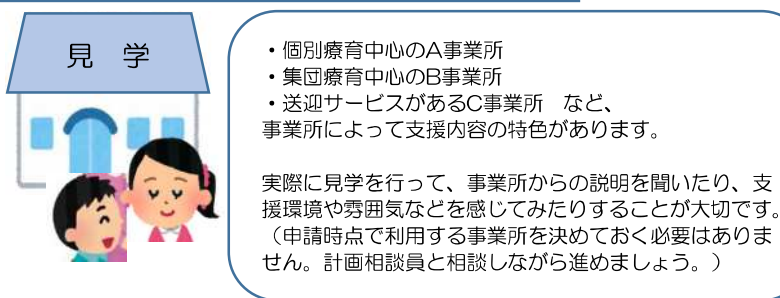 見 学
・個別療育中心のA事業所
・集団療育中心のB事業所
・送迎サービスがあるC事業所　など、
事業所によって支援内容の特色があります。
実際に見学を行って、事業所からの説明を聞いたり、支
援環境や雰囲気などを感じてみたりすることが大切です。
（申請時点で利用する事業所を決めておく必要はありま
せん。計画相談員と相談しながら進めましょう。）